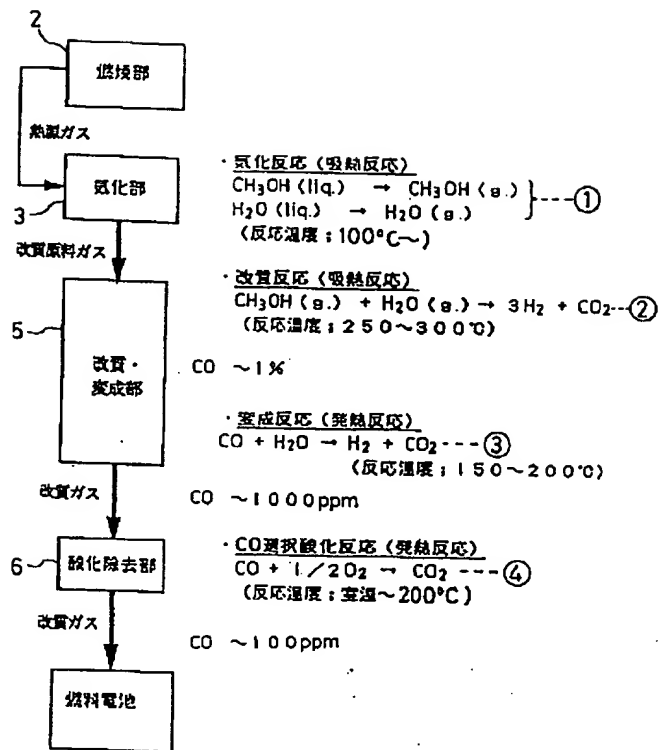 2
燃焼部
熱源ガス
気化部
3
・気化反応(吸熱反応)
CH₃OH (liq.) → CH₃OH (g.)
H₂O (liq.) → H₂O (g.)
---①
(反応温度;100°C~)
改質原料ガス
・改質反応(吸熱反応)
CH₃OH (g.) + H₂O (g.) → 3H₂ + CO₂---②
(反応温度;250~300℃)
5
改質・
変成部
CO ~1%
・変成反応(発熱反応)
CO + H₂O → H₂ + CO₂ ---③
(反応温度;150~200℃)
改質ガス
CO ~1000ppm
6
酸化除去部
・CO選択酸化反応(発熱反応)
CO + 1/2O₂ → CO₂ ---④
(反応温度;室温~200°C)
改質ガス
CO ~100ppm
燃料電池